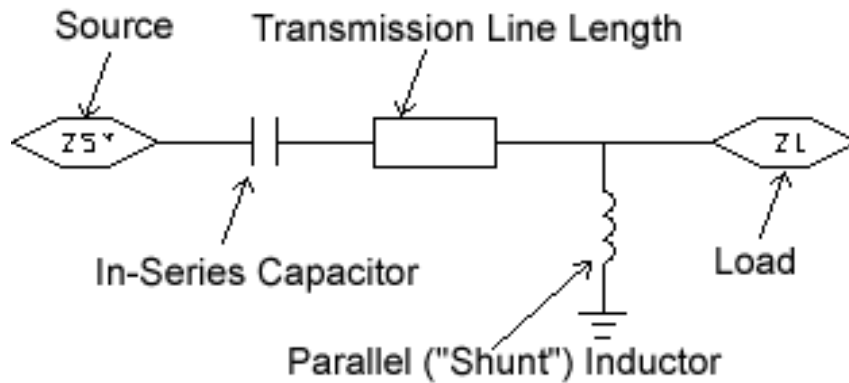 Source
Transmission Line Length
ZS*
ZL
In-Series Capacitor
Load
Parallel ("Shunt") Inductor